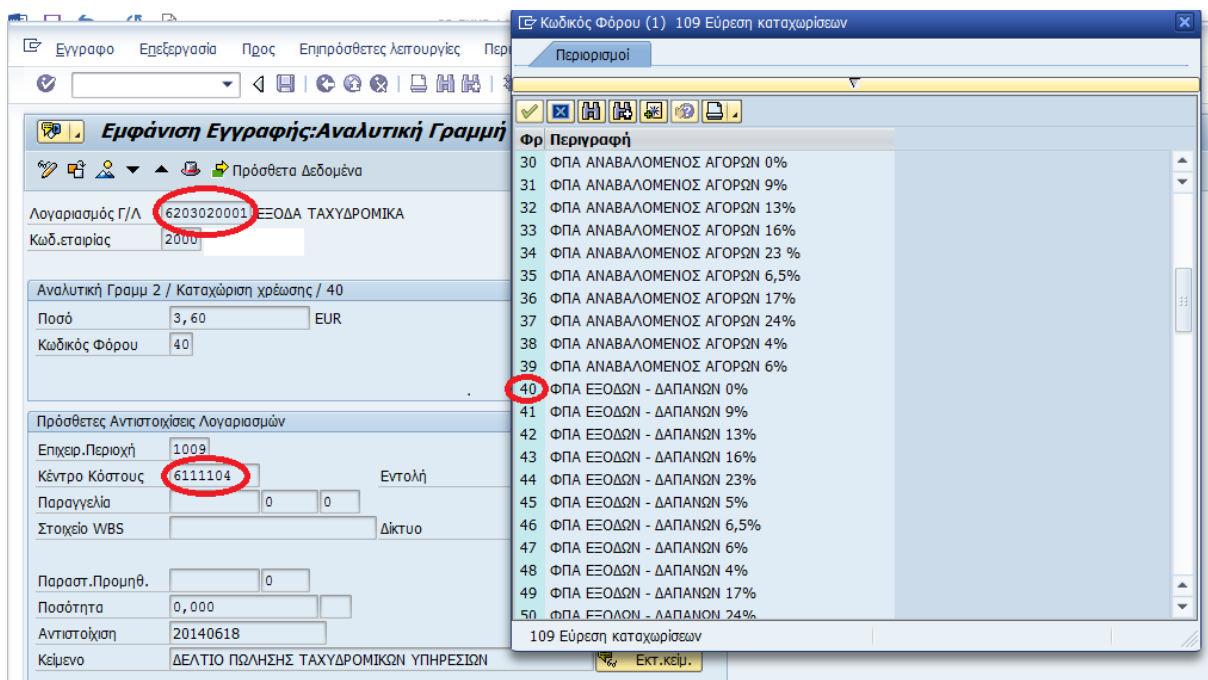 Έγγραφο Επεξεργασία Προς Επιπρόσθετες λειτουργίες
Εμφάνιση Εγγραφής:Αναλυτική Γραμμή
Πρόσθετα Δεδομένα
Λογαριασμός Γ/Λ 6203020001 ΕΞΟΔΑ ΤΑΧΥΔΡΟΜΙΚΑ
Κωδ.εταιρίας 2000
Αναλυτική Γραμμ 2 / Καταχώριση χρέωσης / 40
Ποσό 3,60 EUR
Κωδικός Φόρου 40
Πρόσθετες Αντιστοιχίσεις Λογαριασμών
Επιχειρ.Περιοχή 1009
Κέντρο Κόστους 6111104 Εντολή
Παραγγελία 0 0
Στοιχείο WBS Δίκτυο
Παραστ.Προμηθ. 0
Ποσότητα 0,000
Αντιστοίχιση 20140618
Κείμενο ΔΕΛΤΙΟ ΠΩΛΗΣΗΣ ΤΑΧΥΔΡΟΜΙΚΩΝ ΥΠΗΡΕΣΙΩΝ Εκτ.κείμ.
Κωδικός Φόρου (1) 109 Εύρεση καταχωρίσεων
Περιορισμοί
Φρ Περιγραφή
30 ΦΠΑ ΑΝΑΒΑΛΟΜΕΝΟΣ ΑΓΟΡΩΝ 0%
31 ΦΠΑ ΑΝΑΒΑΛΟΜΕΝΟΣ ΑΓΟΡΩΝ 9%
32 ΦΠΑ ΑΝΑΒΑΛΟΜΕΝΟΣ ΑΓΟΡΩΝ 13%
33 ΦΠΑ ΑΝΑΒΑΛΟΜΕΝΟΣ ΑΓΟΡΩΝ 16%
34 ΦΠΑ ΑΝΑΒΑΛΟΜΕΝΟΣ ΑΓΟΡΩΝ 23 %
35 ΦΠΑ ΑΝΑΒΑΛΟΜΕΝΟΣ ΑΓΟΡΩΝ 6,5%
36 ΦΠΑ ΑΝΑΒΑΛΟΜΕΝΟΣ ΑΓΟΡΩΝ 17%
37 ΦΠΑ ΑΝΑΒΑΛΟΜΕΝΟΣ ΑΓΟΡΩΝ 24%
38 ΦΠΑ ΑΝΑΒΑΛΟΜΕΝΟΣ ΑΓΟΡΩΝ 4%
39 ΦΠΑ ΑΝΑΒΑΛΟΜΕΝΟΣ ΑΓΟΡΩΝ 6%
40 ΦΠΑ ΕΞΟΔΩΝ - ΔΑΠΑΝΩΝ 0%
41 ΦΠΑ ΕΞΟΔΩΝ - ΔΑΠΑΝΩΝ 9%
42 ΦΠΑ ΕΞΟΔΩΝ - ΔΑΠΑΝΩΝ 13%
43 ΦΠΑ ΕΞΟΔΩΝ - ΔΑΠΑΝΩΝ 16%
44 ΦΠΑ ΕΞΟΔΩΝ - ΔΑΠΑΝΩΝ 23%
45 ΦΠΑ ΕΞΟΔΩΝ - ΔΑΠΑΝΩΝ 5%
46 ΦΠΑ ΕΞΟΔΩΝ - ΔΑΠΑΝΩΝ 6,5%
47 ΦΠΑ ΕΞΟΔΩΝ - ΔΑΠΑΝΩΝ 6%
48 ΦΠΑ ΕΞΟΔΩΝ - ΔΑΠΑΝΩΝ 4%
49 ΦΠΑ ΕΞΟΔΩΝ - ΔΑΠΑΝΩΝ 17%
50 ΦΠΑ ΕΞΟΔΩΝ - ΔΑΠΑΝΩΝ 24%
109 Εύρεση καταχωρίσεων